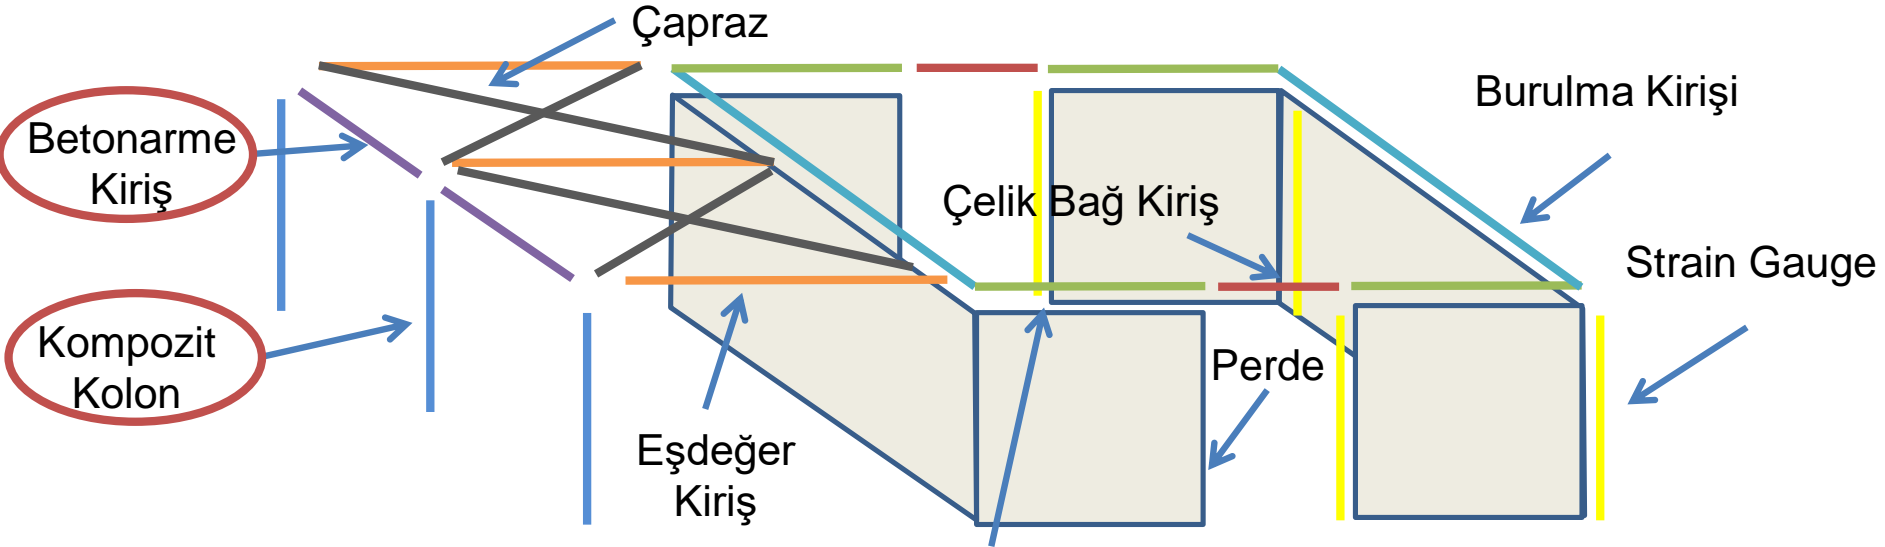 Çapraz
Burulma Kirişi
Betonarme
Kiriş
Çelik Bağ Kiriş
Strain Gauge
Kompozit
Kolon
Perde
Eşdeğer
Kiriş